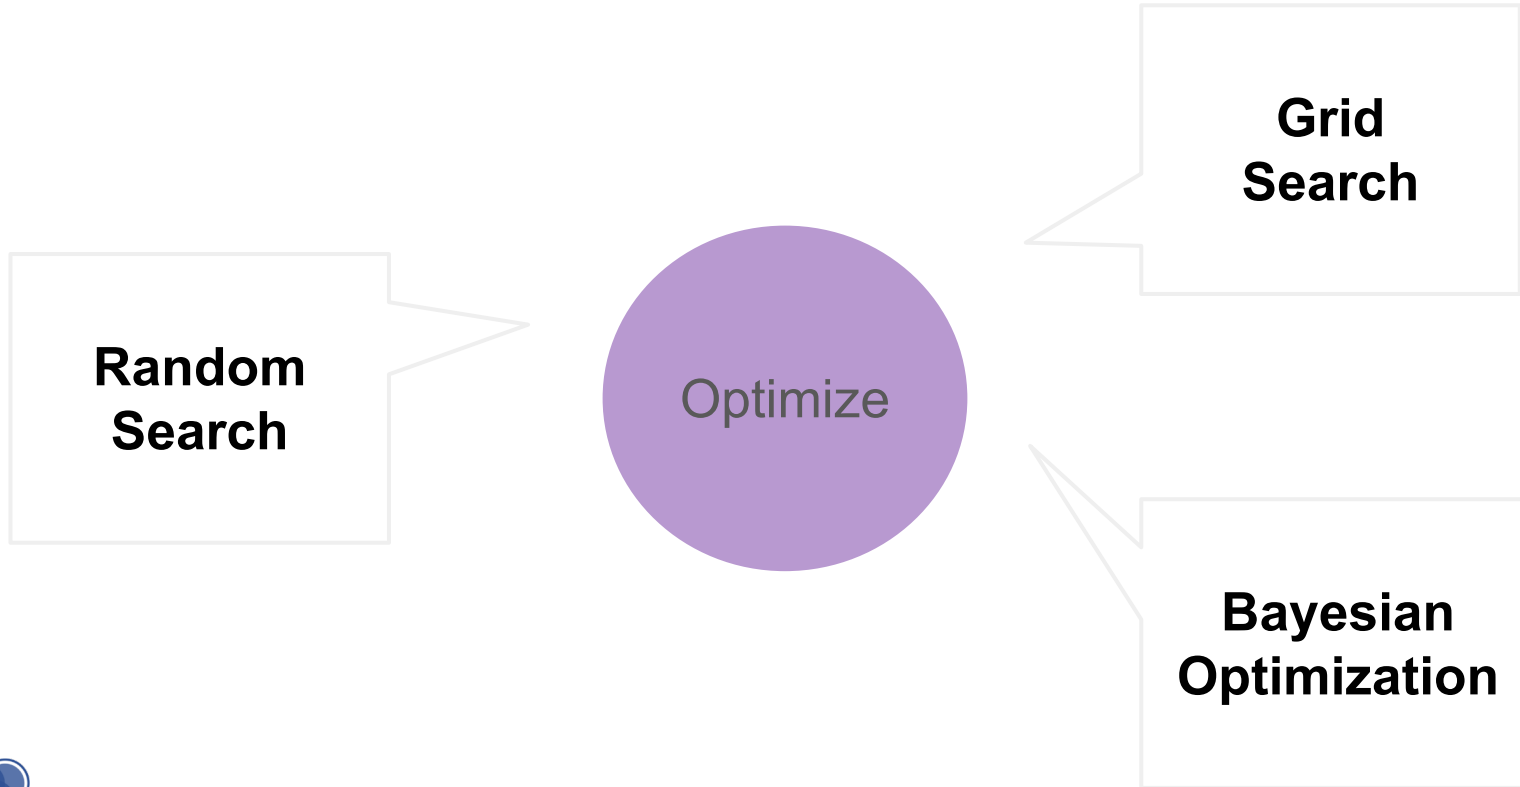 Grid
Search
Random
Search
Optimize
Bayesian
Optimization